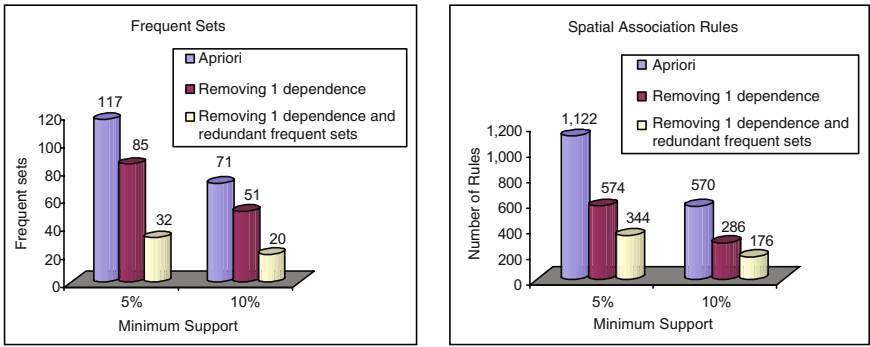 Frequent Sets
Apriori
Removing 1 dependence
Removing 1 dependence and
redundant frequent sets
Frequent sets
120
100
80
60
40
20
0
117
85
32
71
51
20
5%
10%
Minimum Support
Spatial Association Rules
Apriori
Removing 1 dependence
Removing 1 dependence and
redundant frequent sets
Number of Rules
1,200
1,000
800
600
400
200
0
1,122
574
344
570
286
176
5%
10%
Minimum Support